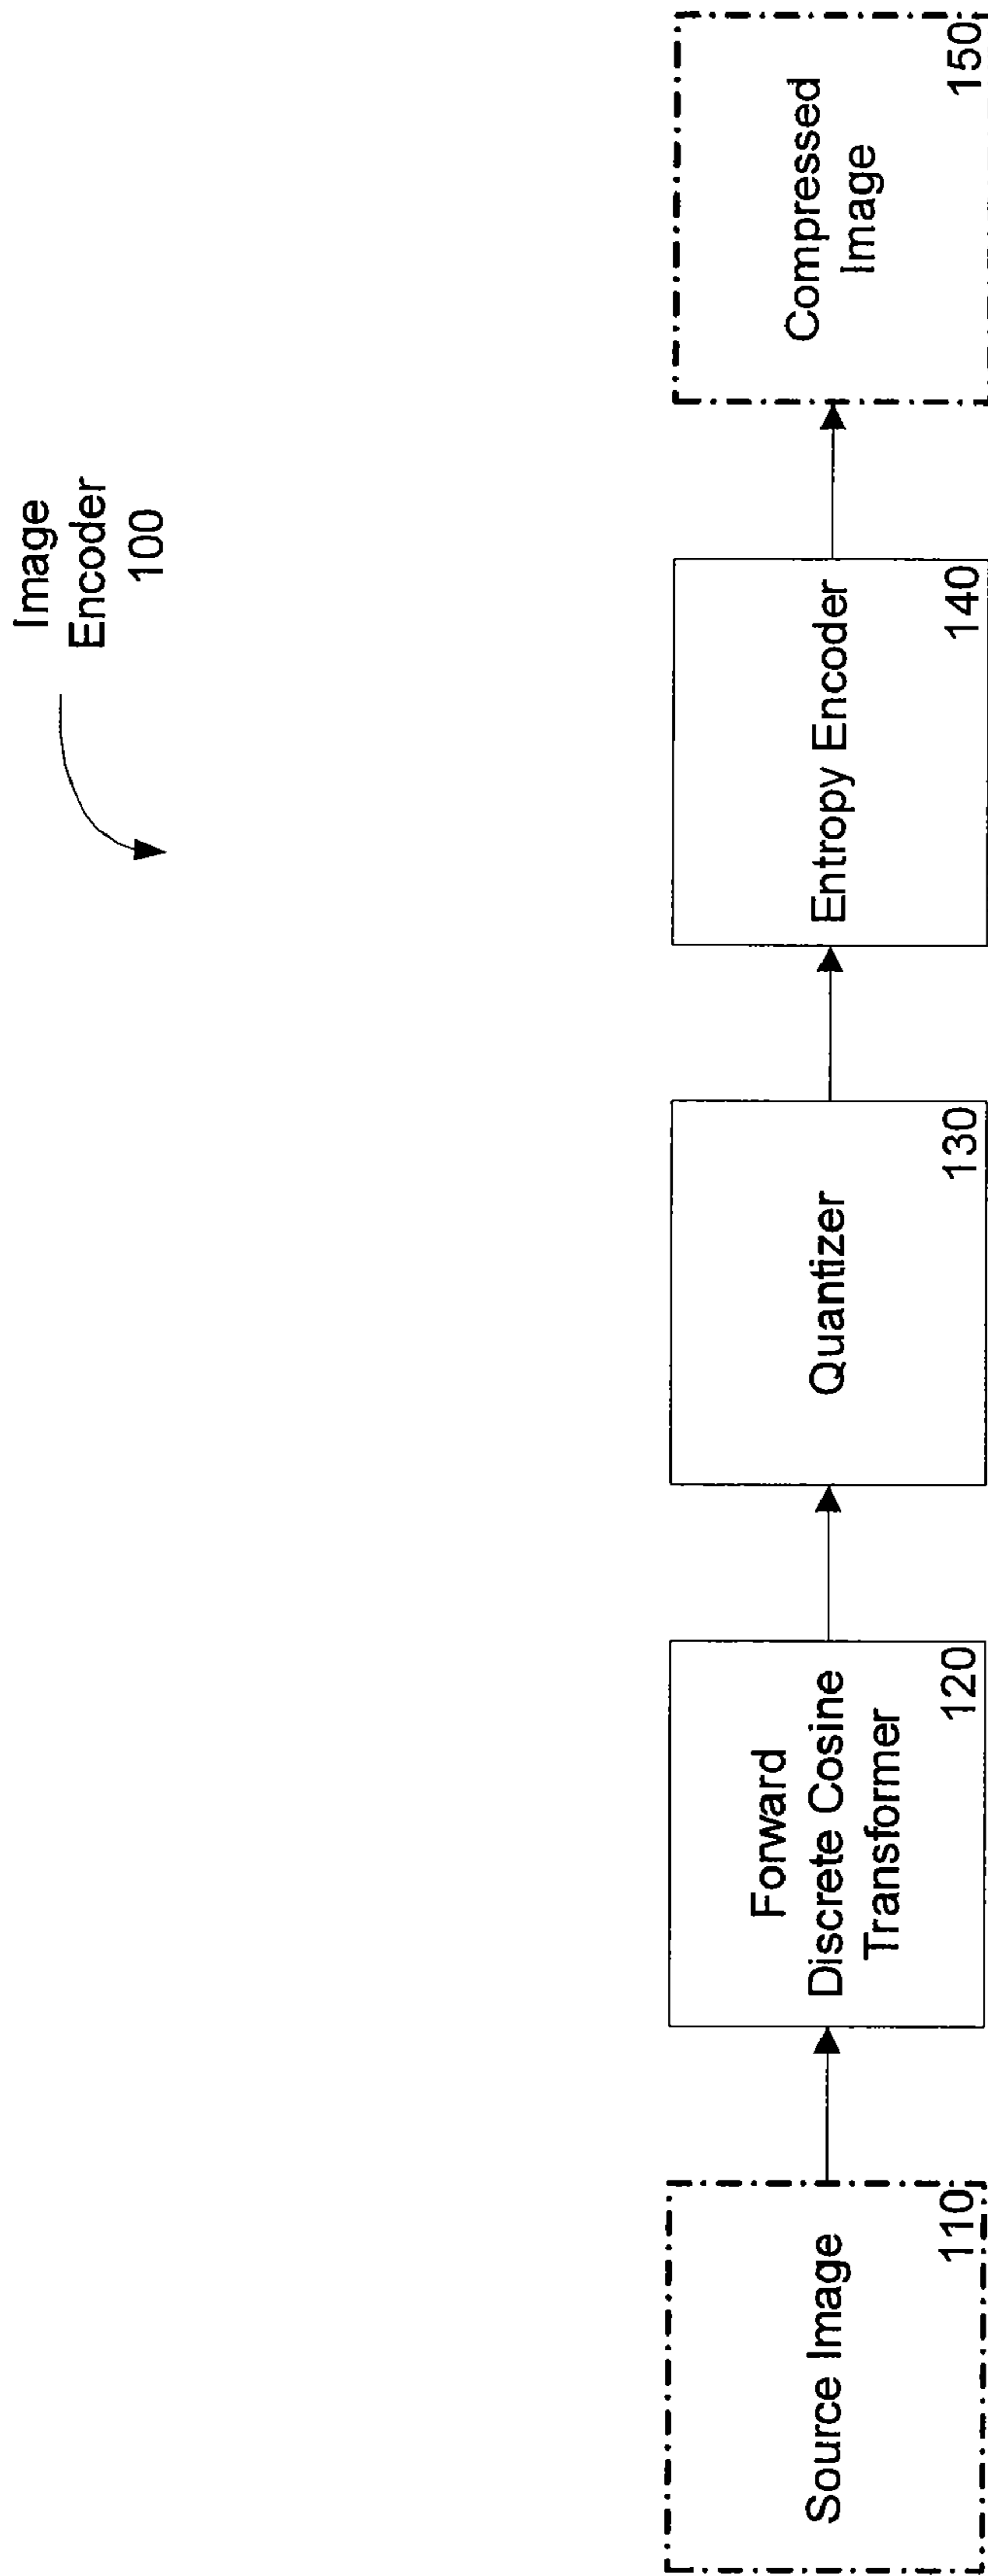 Image
Encoder
100
Source Image
110
Forward
Discrete Cosine
Transformer
120
Quantizer
130
Entropy Encoder
140
Compressed
Image
150